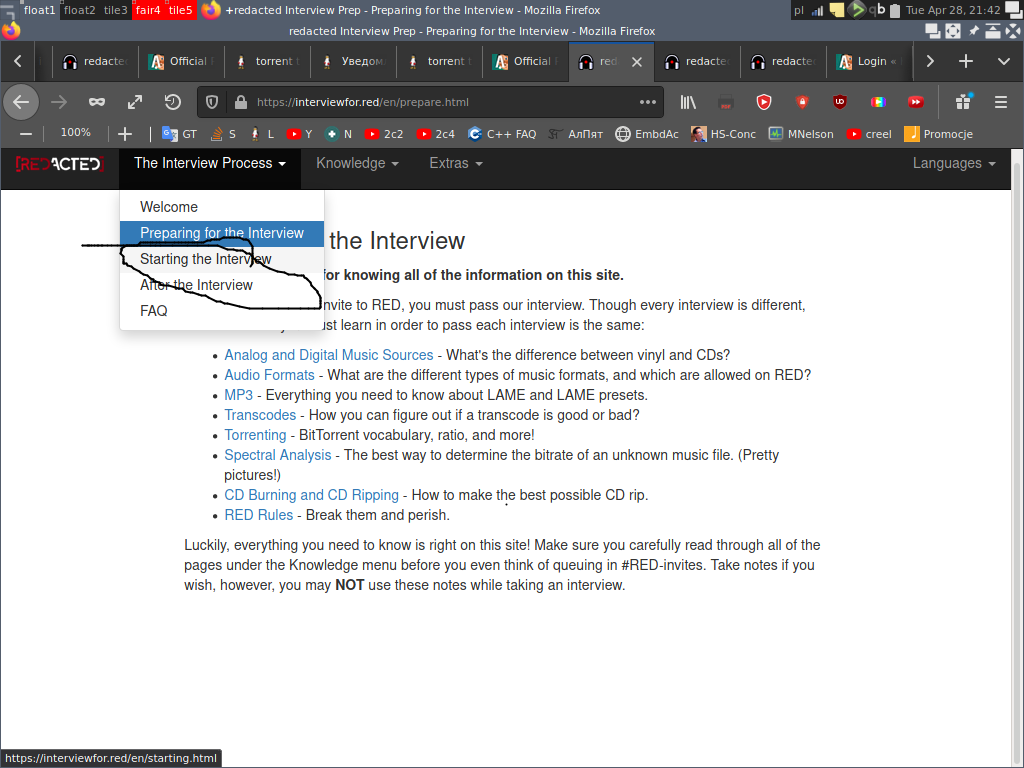 float1 float2 tile3 fair4 tile5 +redacted Interview Prep - Preparing for the Interview - Mozilla Firefox pl qb Tue Apr 28, 21:42
redacted Interview Prep - Preparing for the Interview - Mozilla Firefox
redacte Official torrent t Уведом torrent t Official red redacte redacte Login «
https://interviewfor.red/en/prepare.html
100% GT S L Y N 2c2 2c4 C++ FAQ АлПят EmbdAc HS-Conc MNelson creel Promocje
[REDACTED] The Interview Process Knowledge Extras Languages
Welcome
Preparing for the Interview
Starting the Interview
After the Interview
FAQ
the Interview
for knowing all of the information on this site.
nvite to RED, you must pass our interview. Though every interview is different,
ust learn in order to pass each interview is the same:
Analog and Digital Music Sources - What's the difference between vinyl and CDs?
Audio Formats - What are the different types of music formats, and which are allowed on RED?
MP3 - Everything you need to know about LAME and LAME presets.
Transcodes - How you can figure out if a transcode is good or bad?
Torrenting - BitTorrent vocabulary, ratio, and more!
Spectral Analysis - The best way to determine the bitrate of an unknown music file. (Pretty
pictures!)
CD Burning and CD Ripping - How to make the best possible CD rip.
RED Rules - Break them and perish.
Luckily, everything you need to know is right on this site! Make sure you carefully read through all of the
pages under the Knowledge menu before you even think of queuing in #RED-invites. Take notes if you
wish, however, you may NOT use these notes while taking an interview.
https://interviewfor.red/en/starting.html